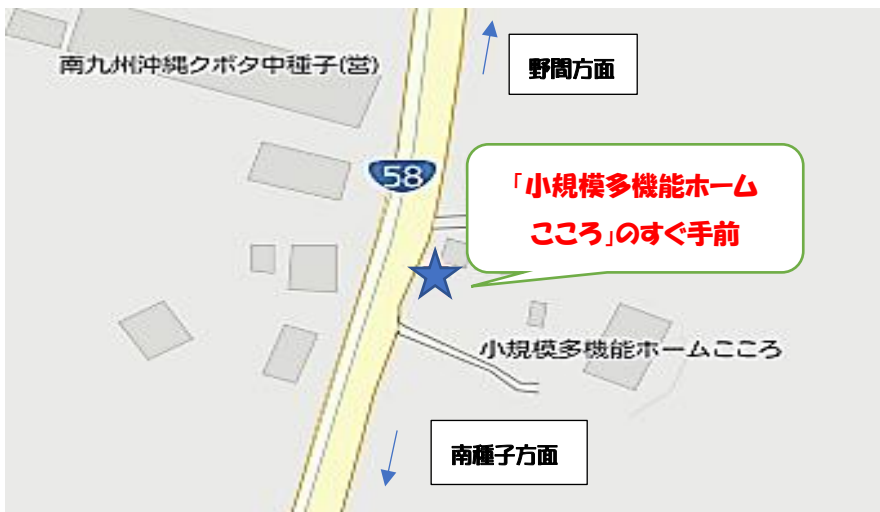 南九州沖縄クボタ中種子(営)
野間方面
58
「小規模多機能ホーム
こころ」のすぐ手前
小規模多機能ホームこころ
南種子方面